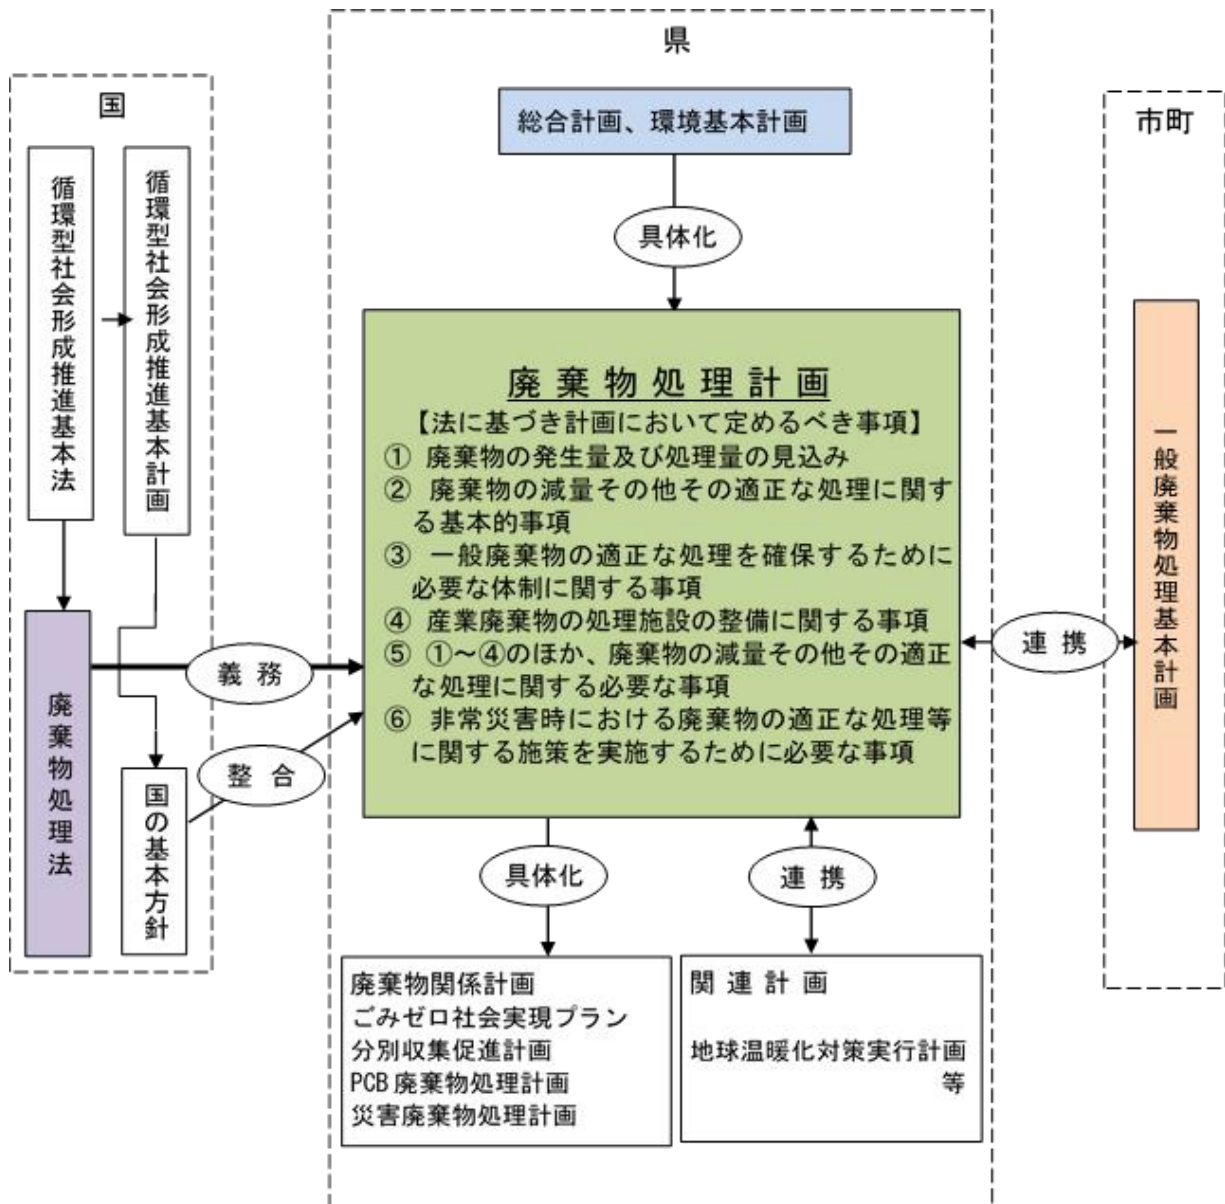 国
循環型社会形成推進基本法
循環型社会形成推進基本計画
廃棄物処理法
国の基本方針
義務
整合
県
総合計画、環境基本計画
具体化
廃棄物処理計画
【法に基づき計画において定めるべき事項】
① 廃棄物の発生量及び処理量の見込み
② 廃棄物の減量その他その適正な処理に関す
る基本的事項
③ 一般廃棄物の適正な処理を確保するために
必要な体制に関する事項
④ 産業廃棄物の処理施設の整備に関する事項
⑤ ①～④のほか、廃棄物の減量その他その適正
な処理に関する必要な事項
⑥ 非常災害時における廃棄物の適正な処理等
に関する施策を実施するために必要な事項
具体化
連携
廃棄物関係計画
ごみゼロ社会実現プラン
分別収集促進計画
PCB廃棄物処理計画
災害廃棄物処理計画
関連計画
地球温暖化対策実行計画
等
連携
市町
一般廃棄物処理基本計画